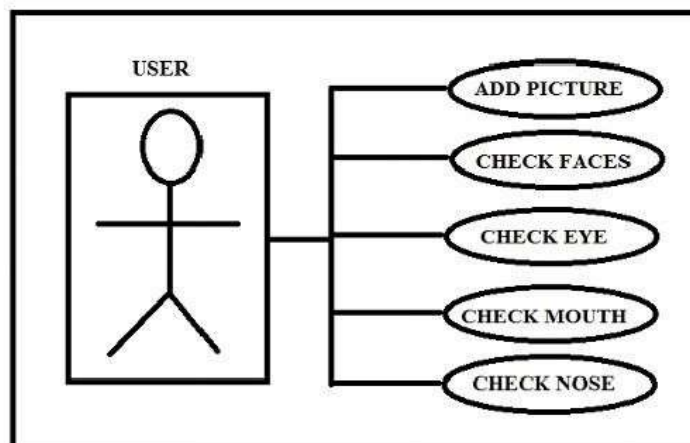 USER
ADD PICTURE
CHECK FACES
CHECK EYE
CHECK MOUTH
CHECK NOSE